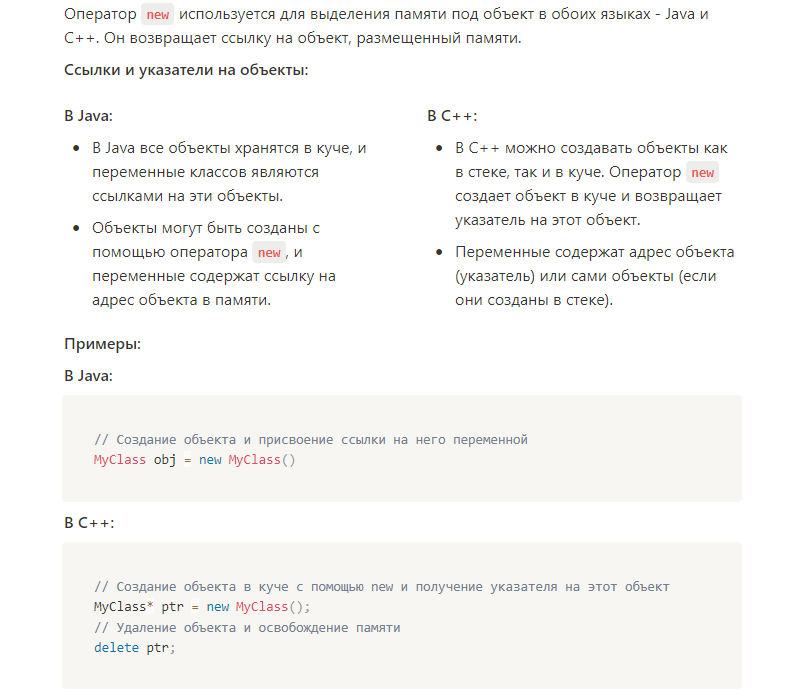 Оператор new используется для выделения памяти под объект в обоих языках - Java и
C++. Он возвращает ссылку на объект, размещенный памяти.
Ссылки и указатели на объекты:
В Java:
• В Java все объекты хранятся в куче, и
переменные классов являются
ссылками на эти объекты.
• Объекты могут быть созданы с
помощью оператора new, и
переменные содержат ссылку на
адрес объекта в памяти.
В C++:
• В C++ можно создавать объекты как
в стеке, так и в куче. Оператор new
создает объект в куче и возвращает
указатель на этот объект.
• Переменные содержат адрес объекта
(указатель) или сами объекты (если
они созданы в стеке).
Примеры:
В Java:
// Создание объекта и присвоение ссылки на него переменной
MyClass obj = new MyClass()
В C++:
// Создание объекта в куче с помощью new и получение указателя на этот объект
MyClass* ptr = new MyClass();
// Удаление объекта и освобождение памяти
delete ptr;